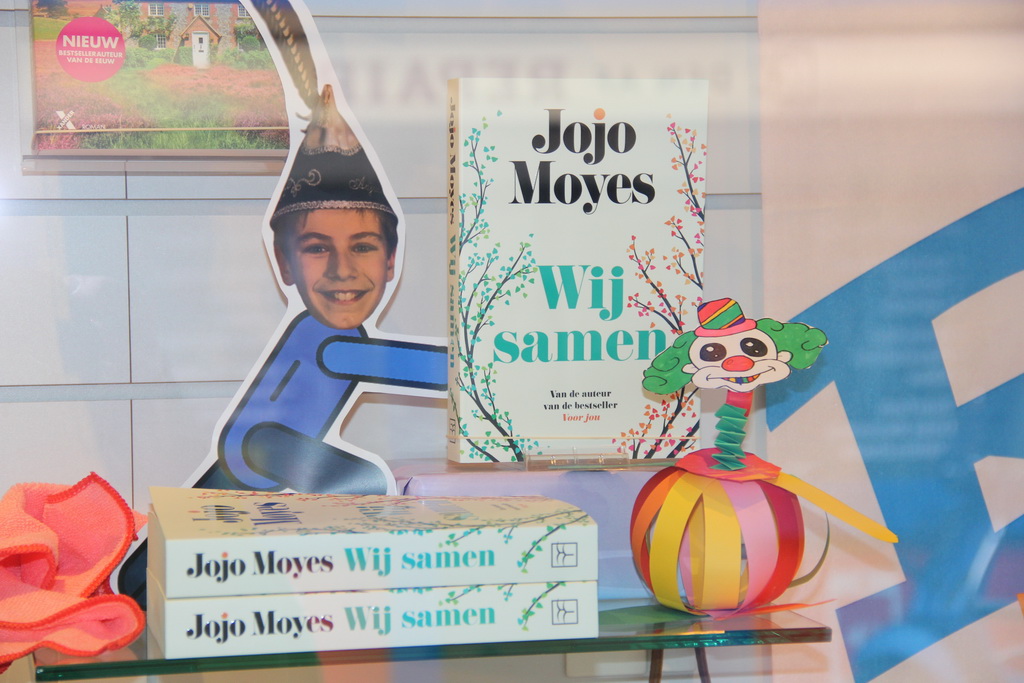 NIEUW
BESTSELLERAUTEUR
VAN DE EEUW
ROMAN
Jojo
Moyes
Wij
samen
Van de auteur
van de bestseller
Voor jou
Jojo Moyes Wij samen
Jojo Moyes Wij samen